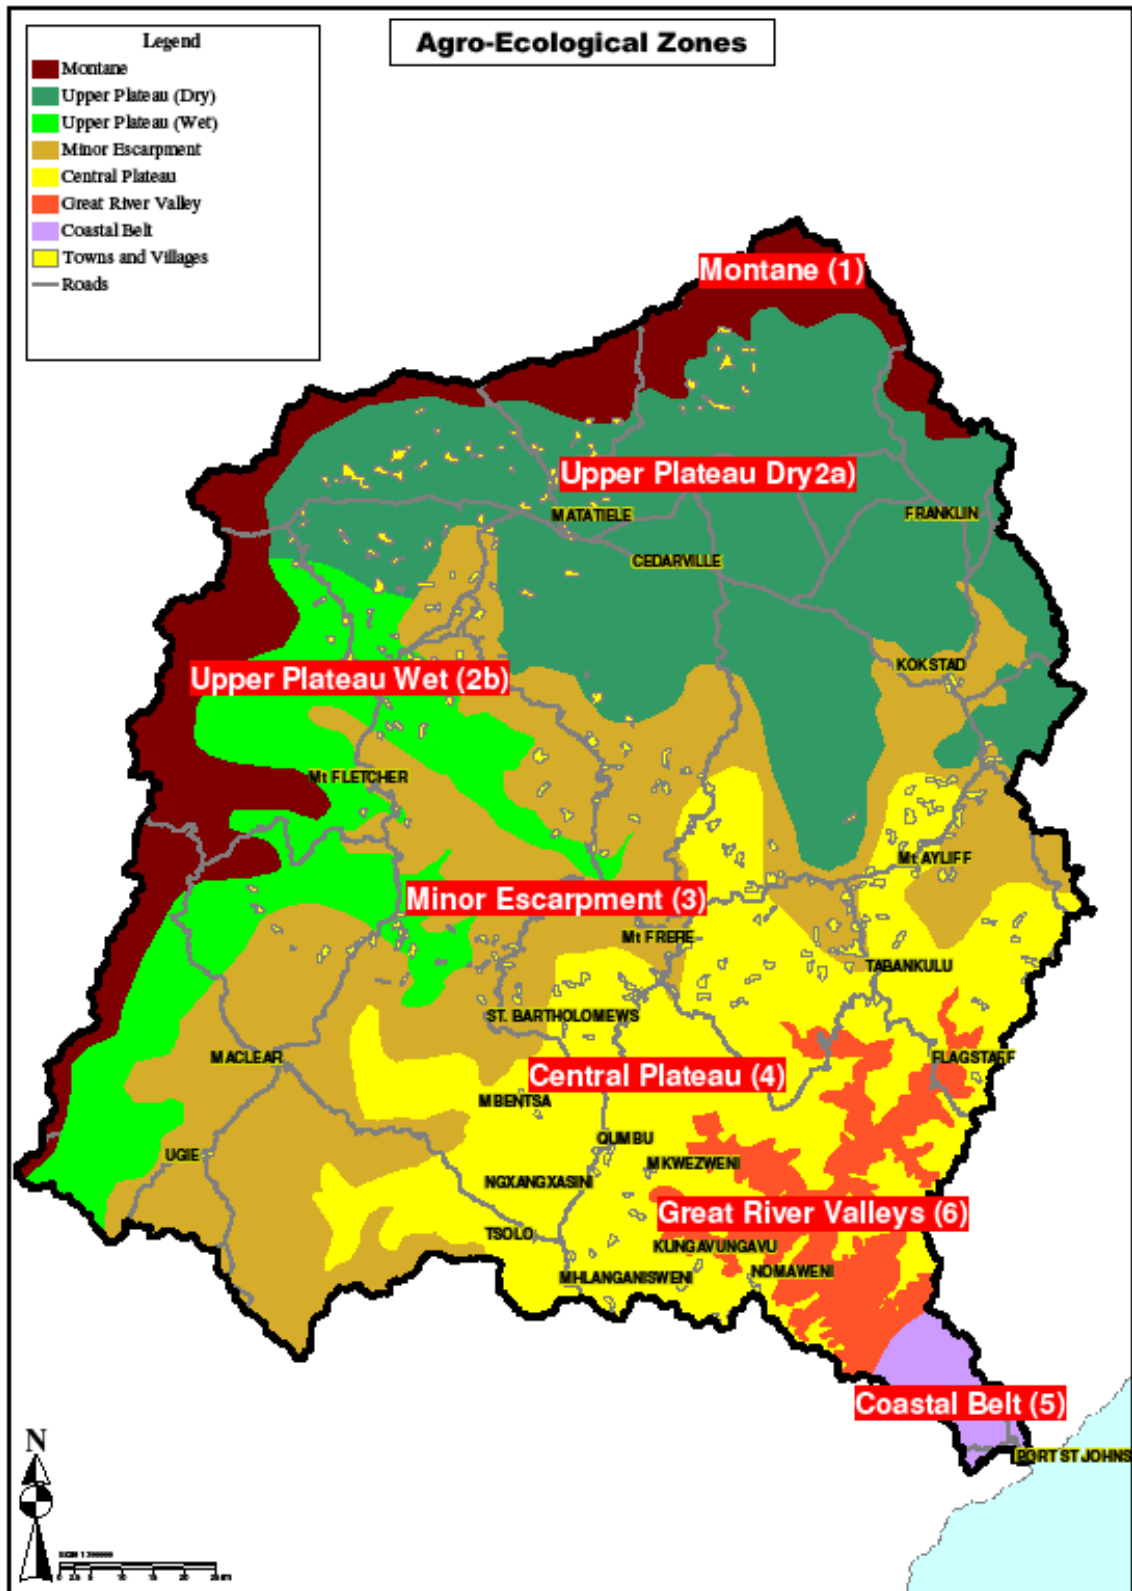 Agro-Ecological Zones
Legend
Montane
Upper Plateau (Dry)
Upper Plateau (Wet)
Minor Escarpment
Central Plateau
Great River Valley
Coastal Belt
Towns and Villages
Roads
Montane (1)
Upper Plateau Dry2a)
MATATIELE
FRANKLIN
CEDARVILLE
KOKSTAD
Upper Plateau Wet (2b)
Mt FLETCHER
Mt AYLIFF
Minor Escarpment (3)
Mt FRERE
TABANKULU
ST. BARTHOLOMEWS
MACLEAR
FLAGSTAFF
Central Plateau (4)
MBENTSA
QUMBU
UGIE
MKWEZWENI
NGXANGXASINI
Great River Valleys (6)
TSOLO
KUNGAVUNGAVU
NOMAWENI
MHLANGANISWENI
Coastal Belt (5)
PORT ST JOHNS
N